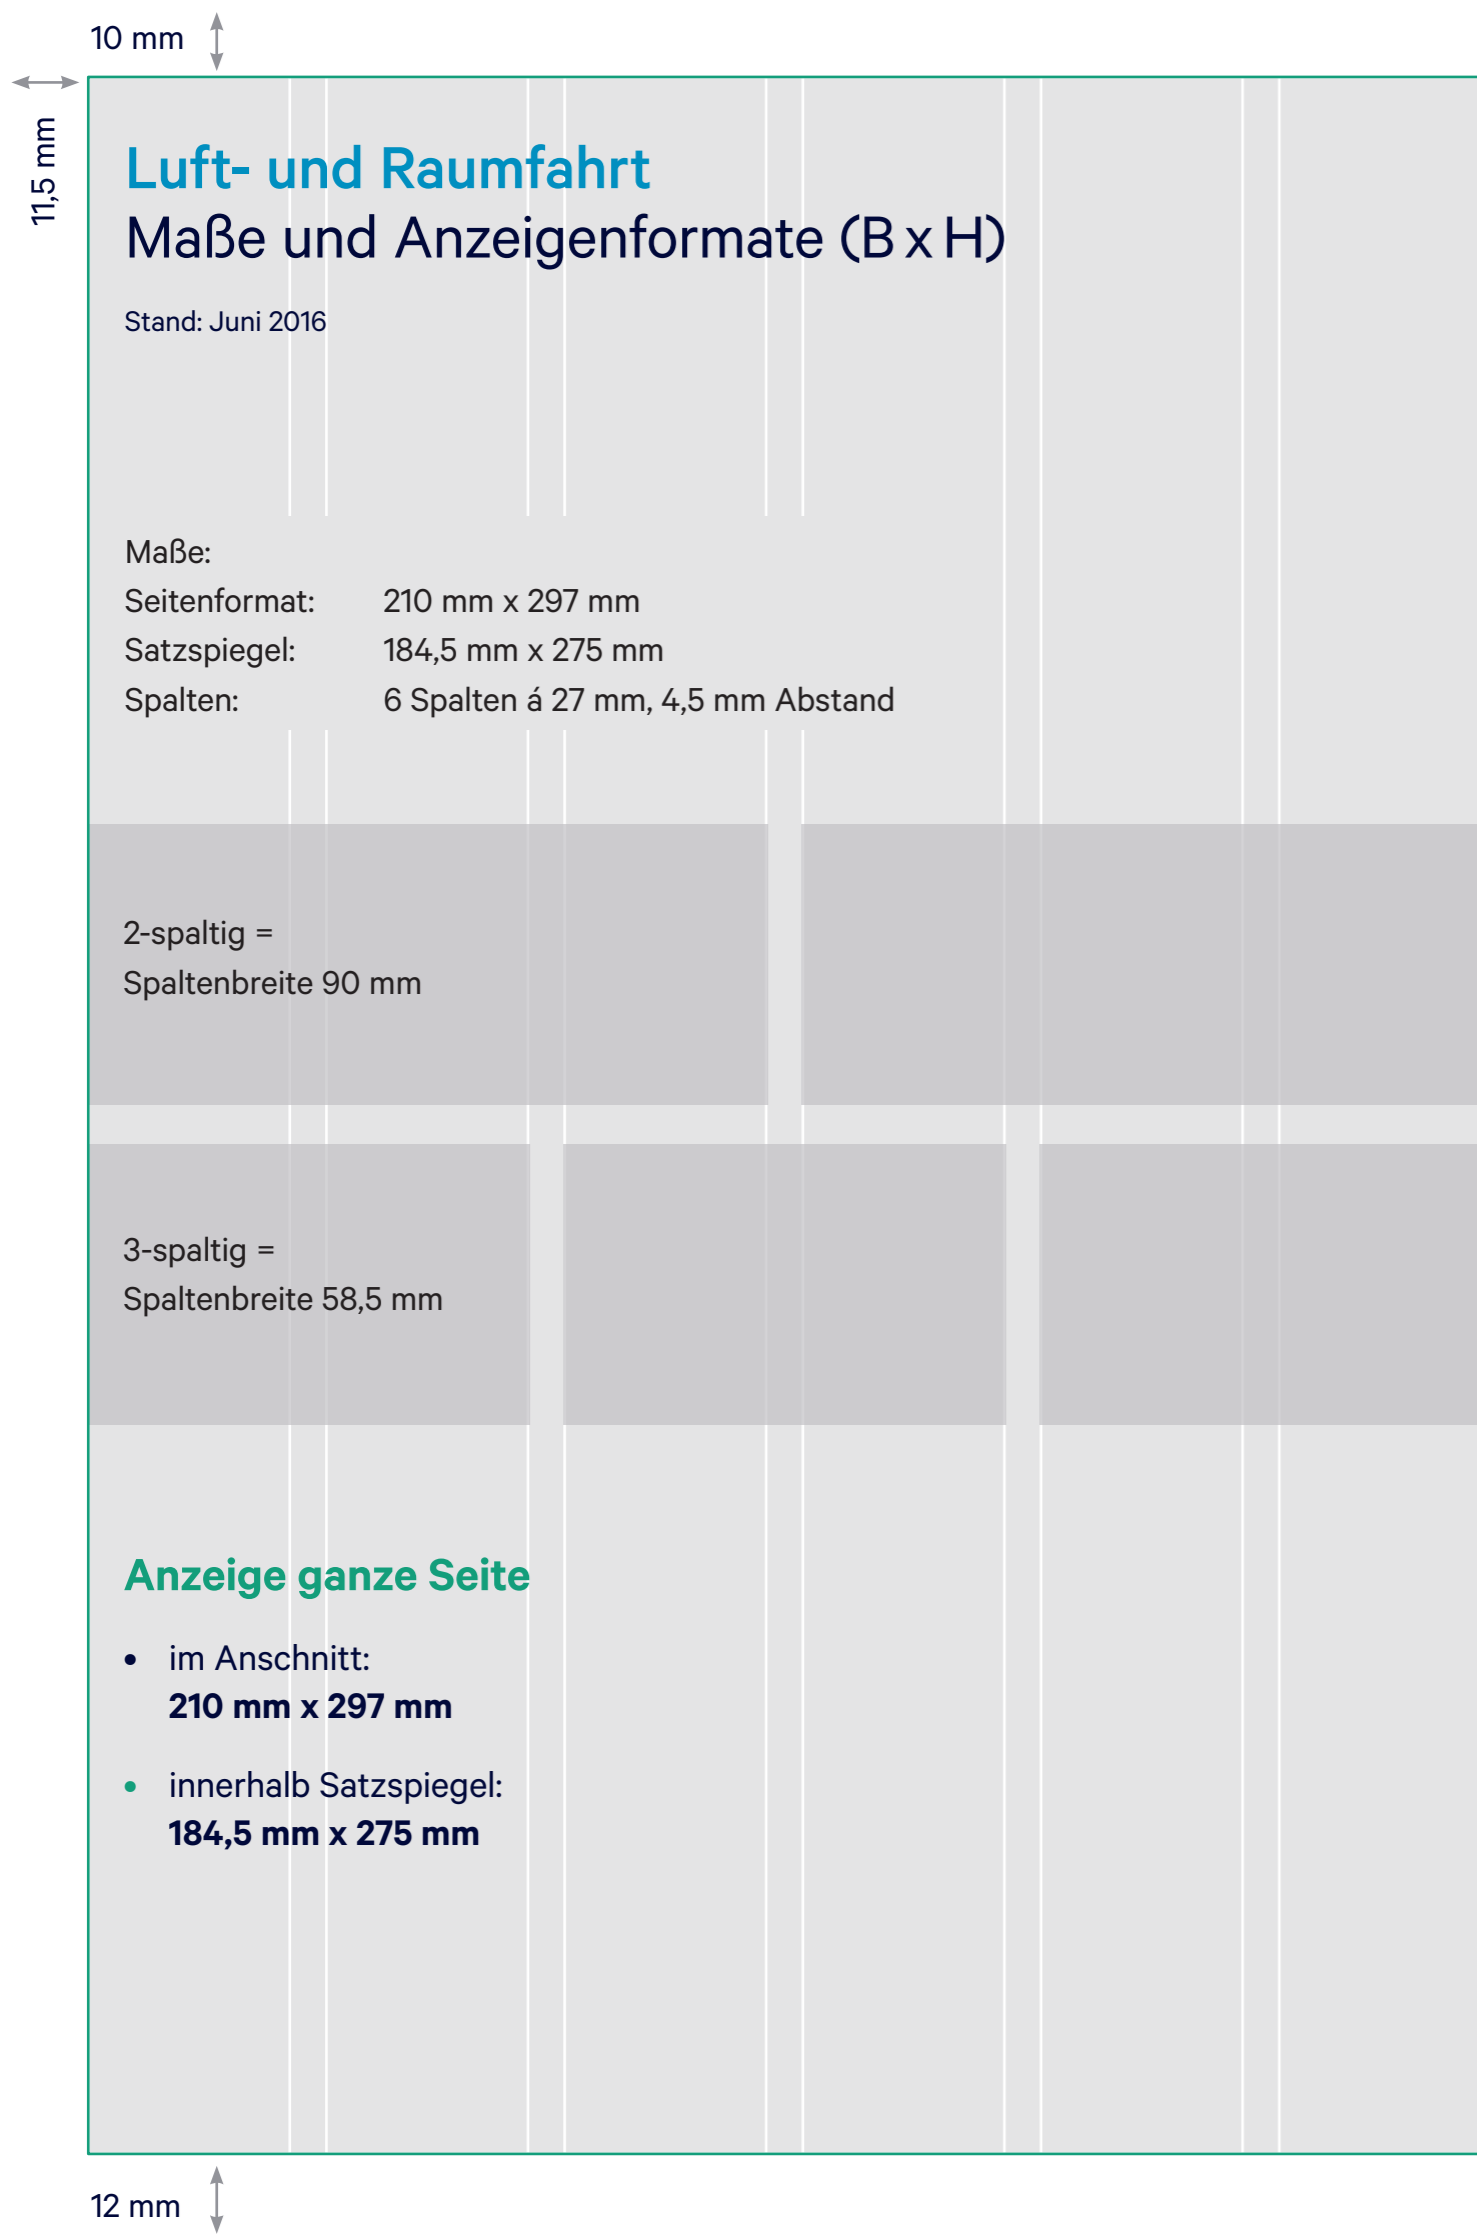 10 mm
11,5 mm
Luft- und Raumfahrt
Maße und Anzeigenformate (B x H)
Stand: Juni 2016
Maße:
Seitenformat: 210 mm x 297 mm
Satzspiegel: 184,5 mm x 275 mm
Spalten: 6 Spalten á 27 mm, 4,5 mm Abstand
2-spaltig =
Spaltenbreite 90 mm
3-spaltig =
Spaltenbreite 58,5 mm
Anzeige ganze Seite
• im Anschnitt:
210 mm x 297 mm
• innerhalb Satzspiegel:
184,5 mm x 275 mm
12 mm